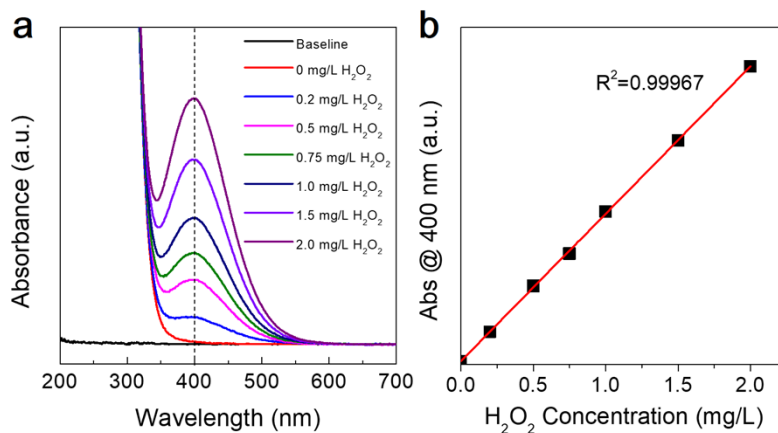 a
Absorbance (a.u.)
Baseline
0 mg/L H₂O₂
0.2 mg/L H₂O₂
0.5 mg/L H₂O₂
0.75 mg/L H₂O₂
1.0 mg/L H₂O₂
1.5 mg/L H₂O₂
2.0 mg/L H₂O₂
200 300 400 500 600 700
Wavelength (nm)
b
Abs @ 400 nm (a.u.)
R²=0.99967
0.0 0.5 1.0 1.5 2.0
H₂O₂ Concentration (mg/L)